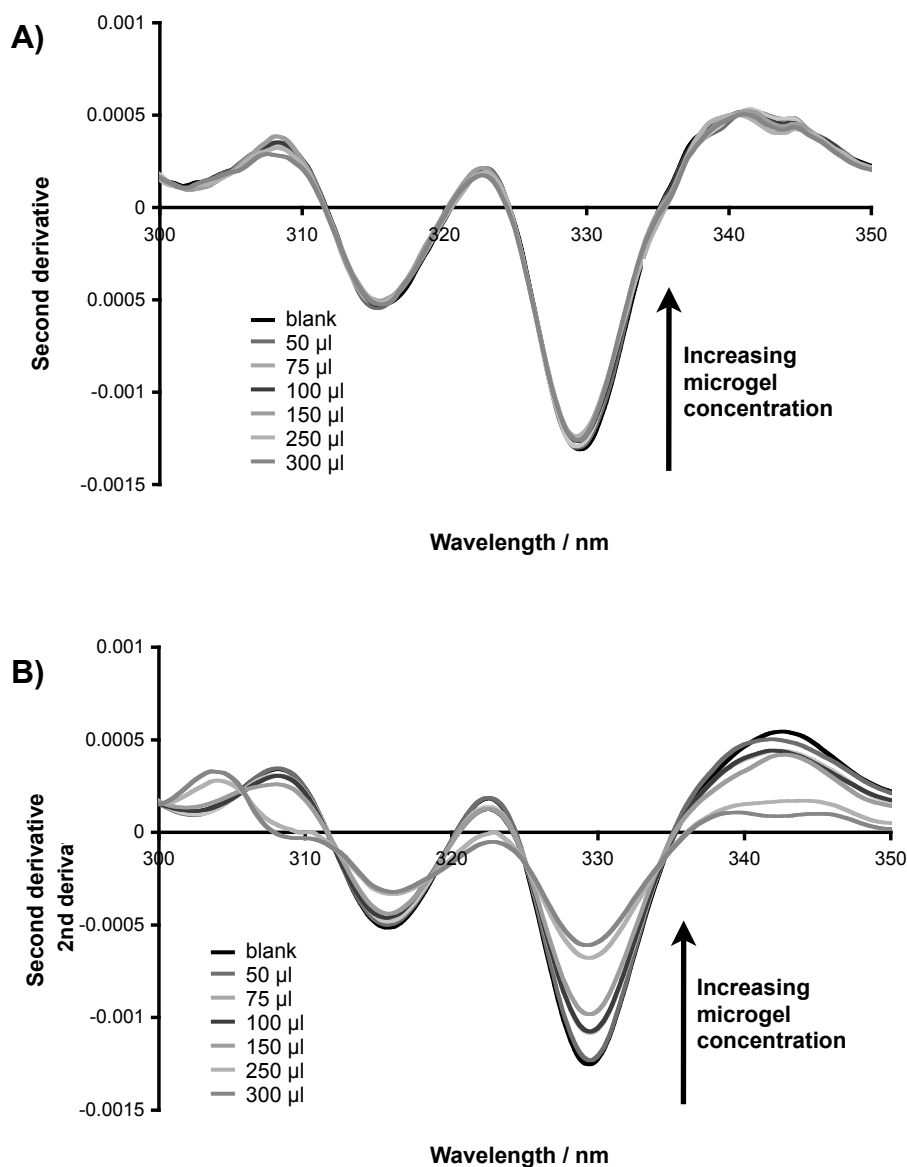 A)
0.001
0.0005
0
0.0005
-0.001
-0.0015
Second derivative
300
310
320
330
340
350
blank
50 µl
75 µl
100 µl
150 µl
250 µl
300 µl
Increasing
microgel
concentration
Wavelength / nm
B)
0.001
0.0005
0
-0.0005
-0.001
-0.0015
Second derivative
2nd deriva
300
310
320
330
340
350
blank
50 µl
75 µl
100 µl
150 µl
250 µl
300 µl
Increasing
microgel
concentration
Wavelength / nm